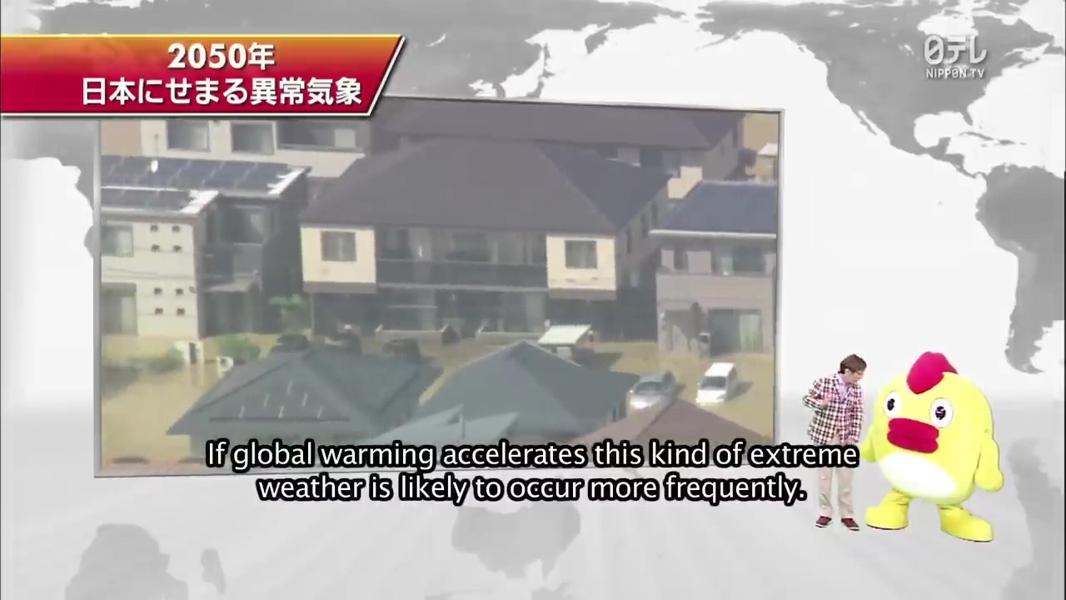 2050年
日本にせまる異常気象
日テレ
NIPPON TV
If global warming accelerates this kind of extreme
weather is likely to occur more frequently.